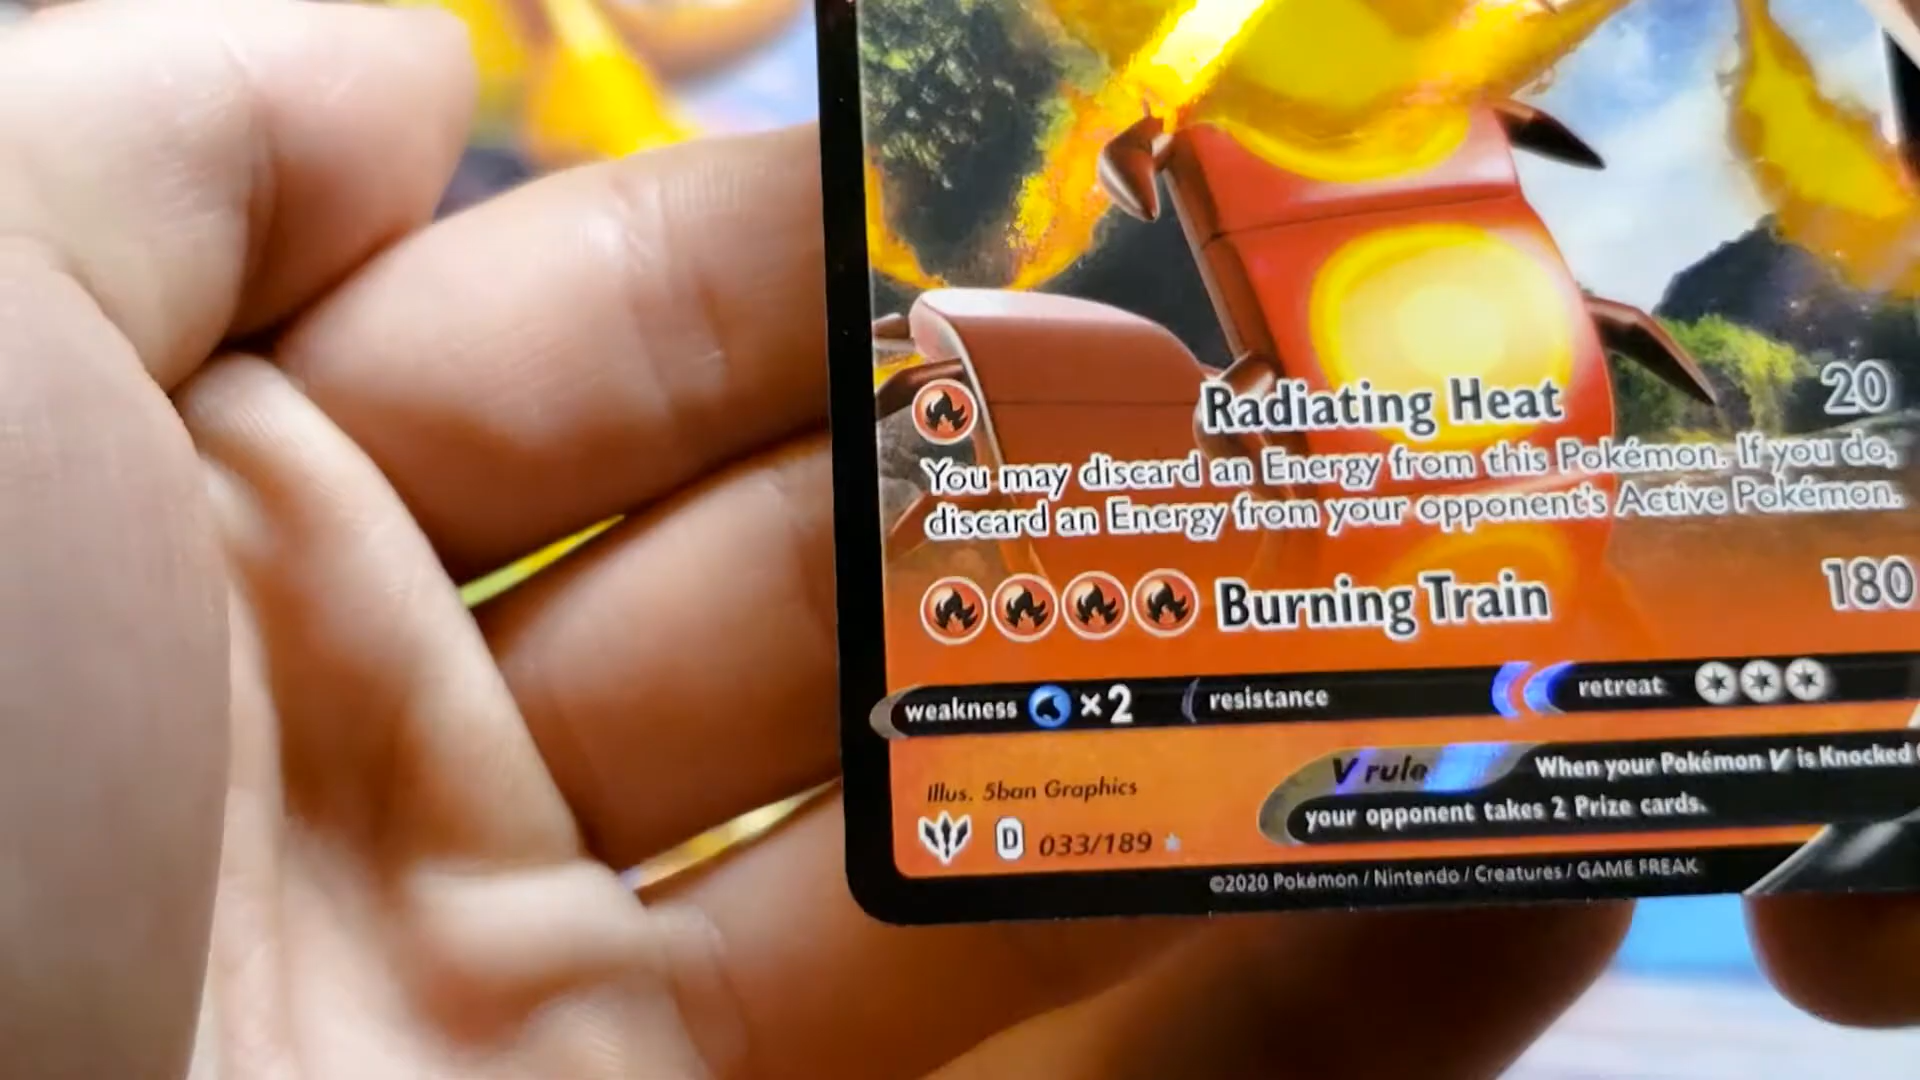 Radiating Heat 20
You may discard an Energy from this Pokémon. If you do,
discard an Energy from your opponent's Active Pokémon.
Burning Train 180
weakness ×2 resistance retreat
V rule When your Pokémon V is Knocked
your opponent takes 2 Prize cards.
Illus. 5ban Graphics
D 033/189
©2020 Pokémon / Nintendo / Creatures / GAME FREAK